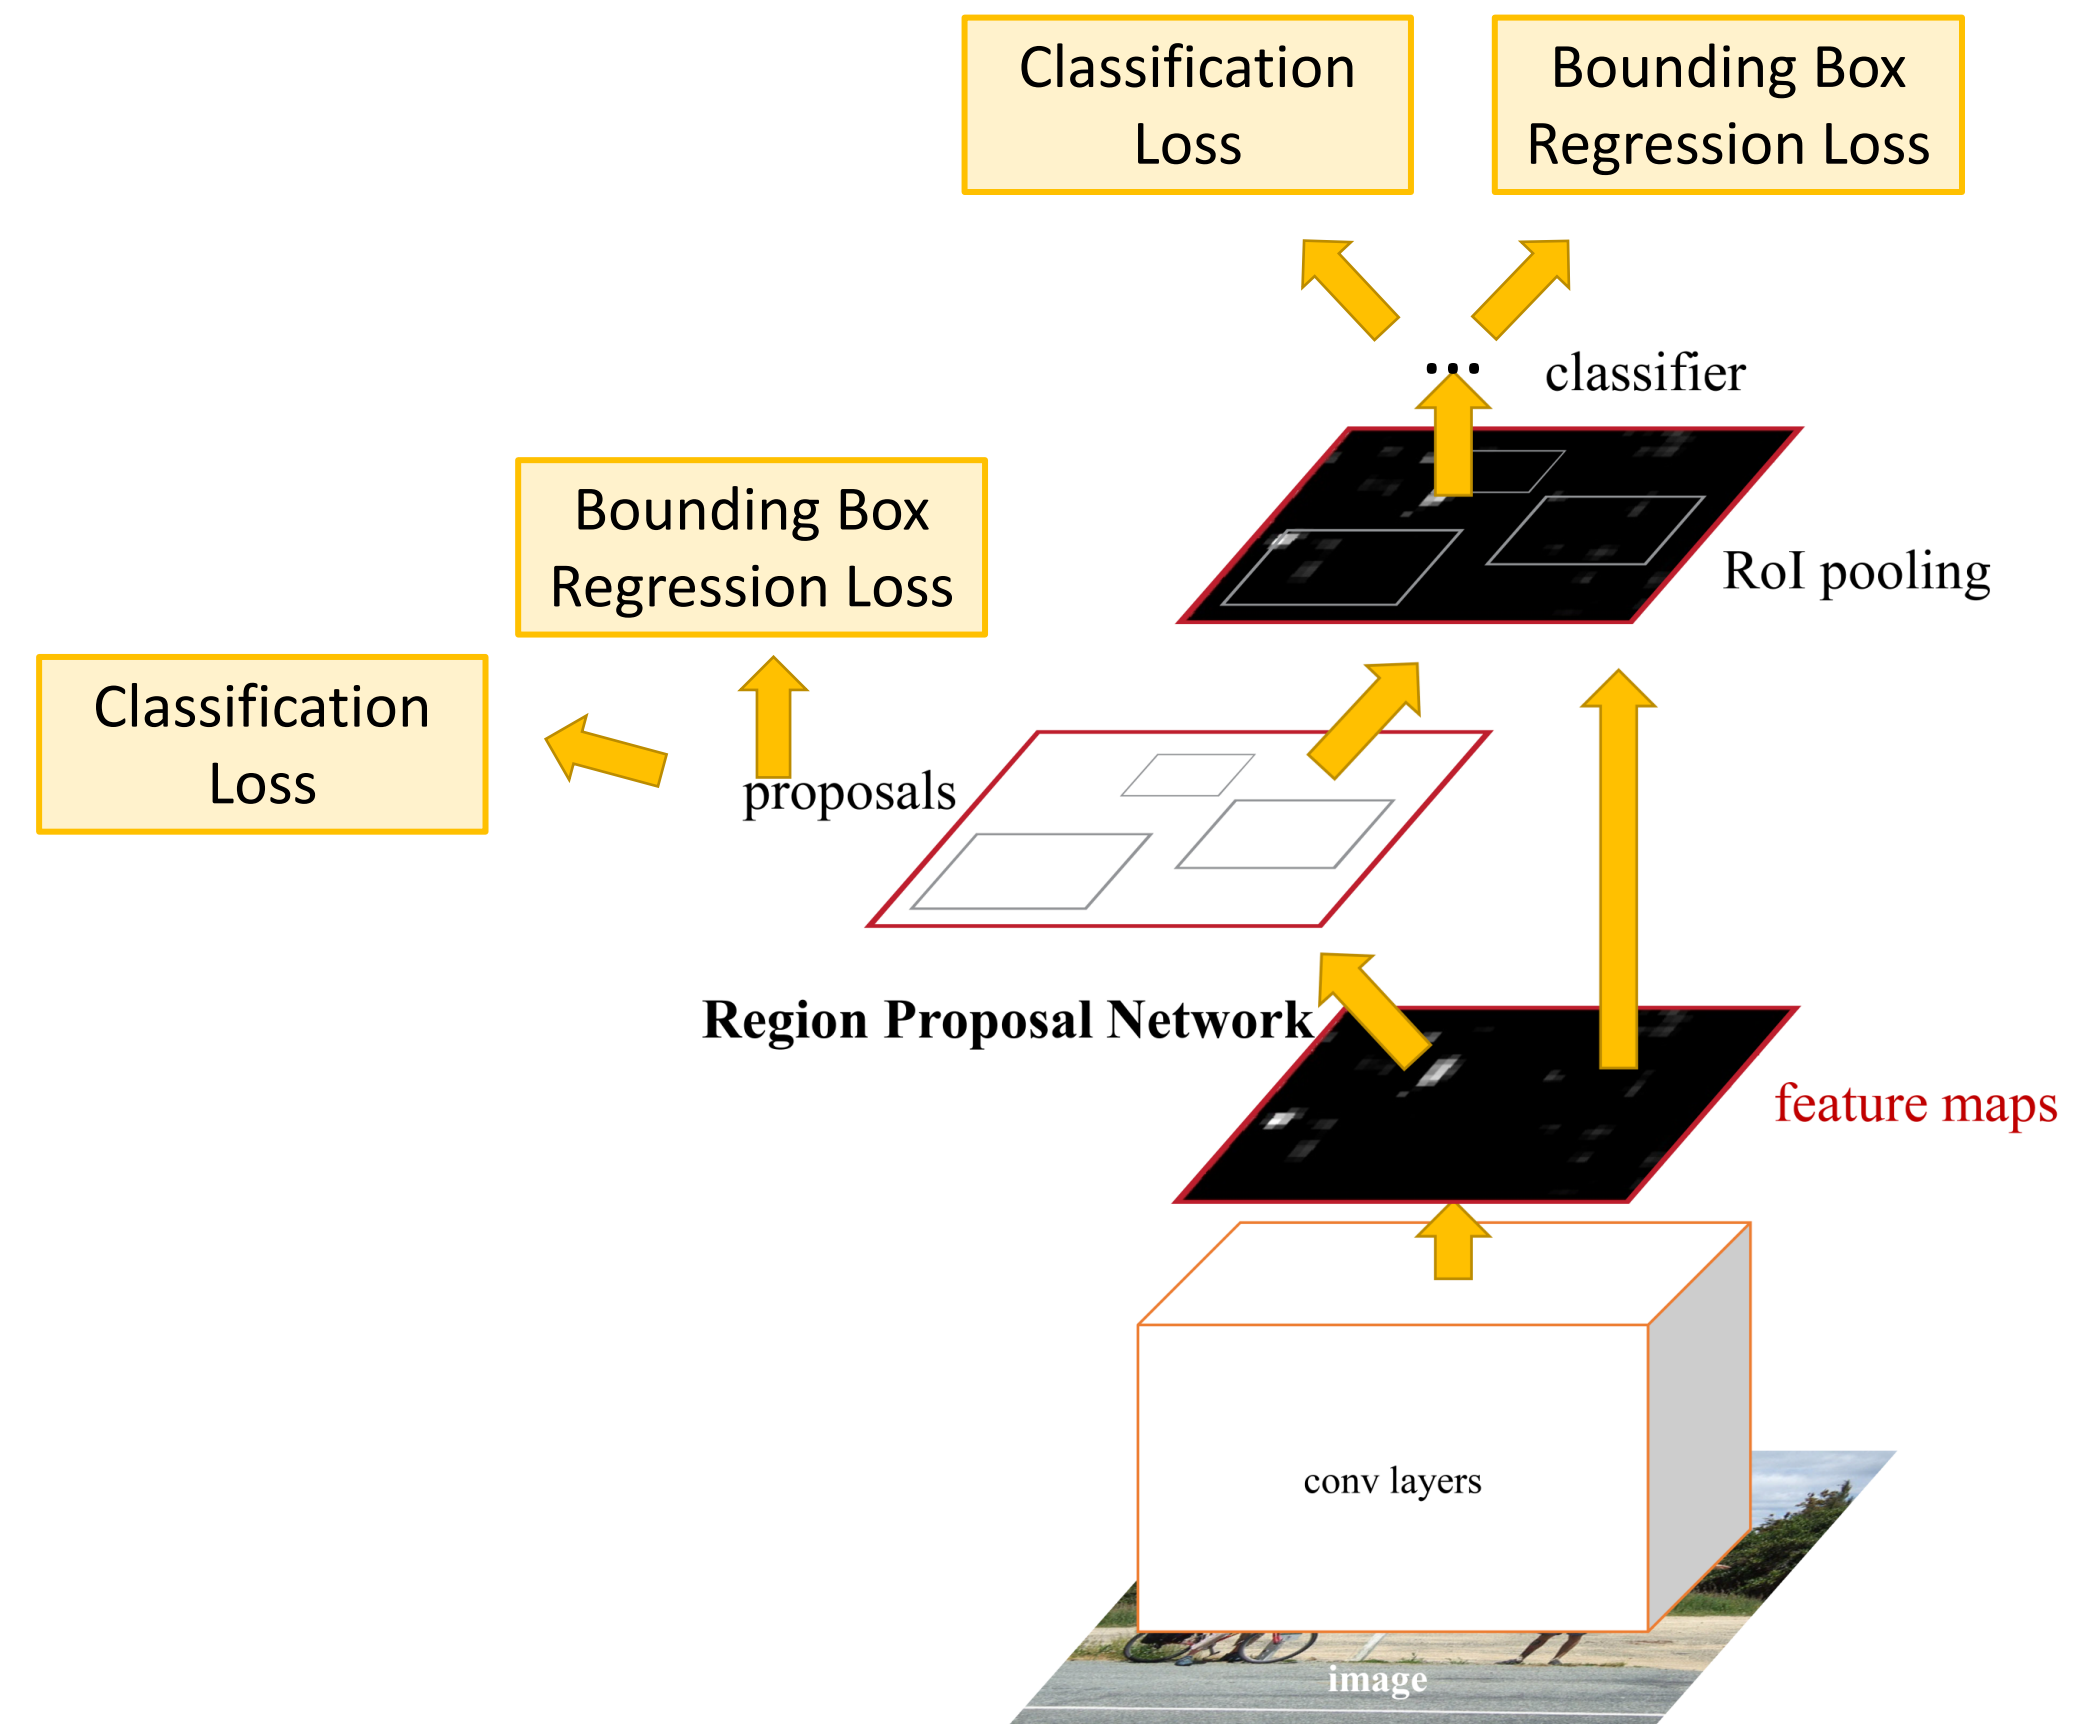 Classification
Loss
Bounding Box
Regression Loss
...
classifier
Bounding Box
Regression Loss
RoI pooling
Classification
Loss
proposals
Region Proposal Network
feature maps
conv layers
image